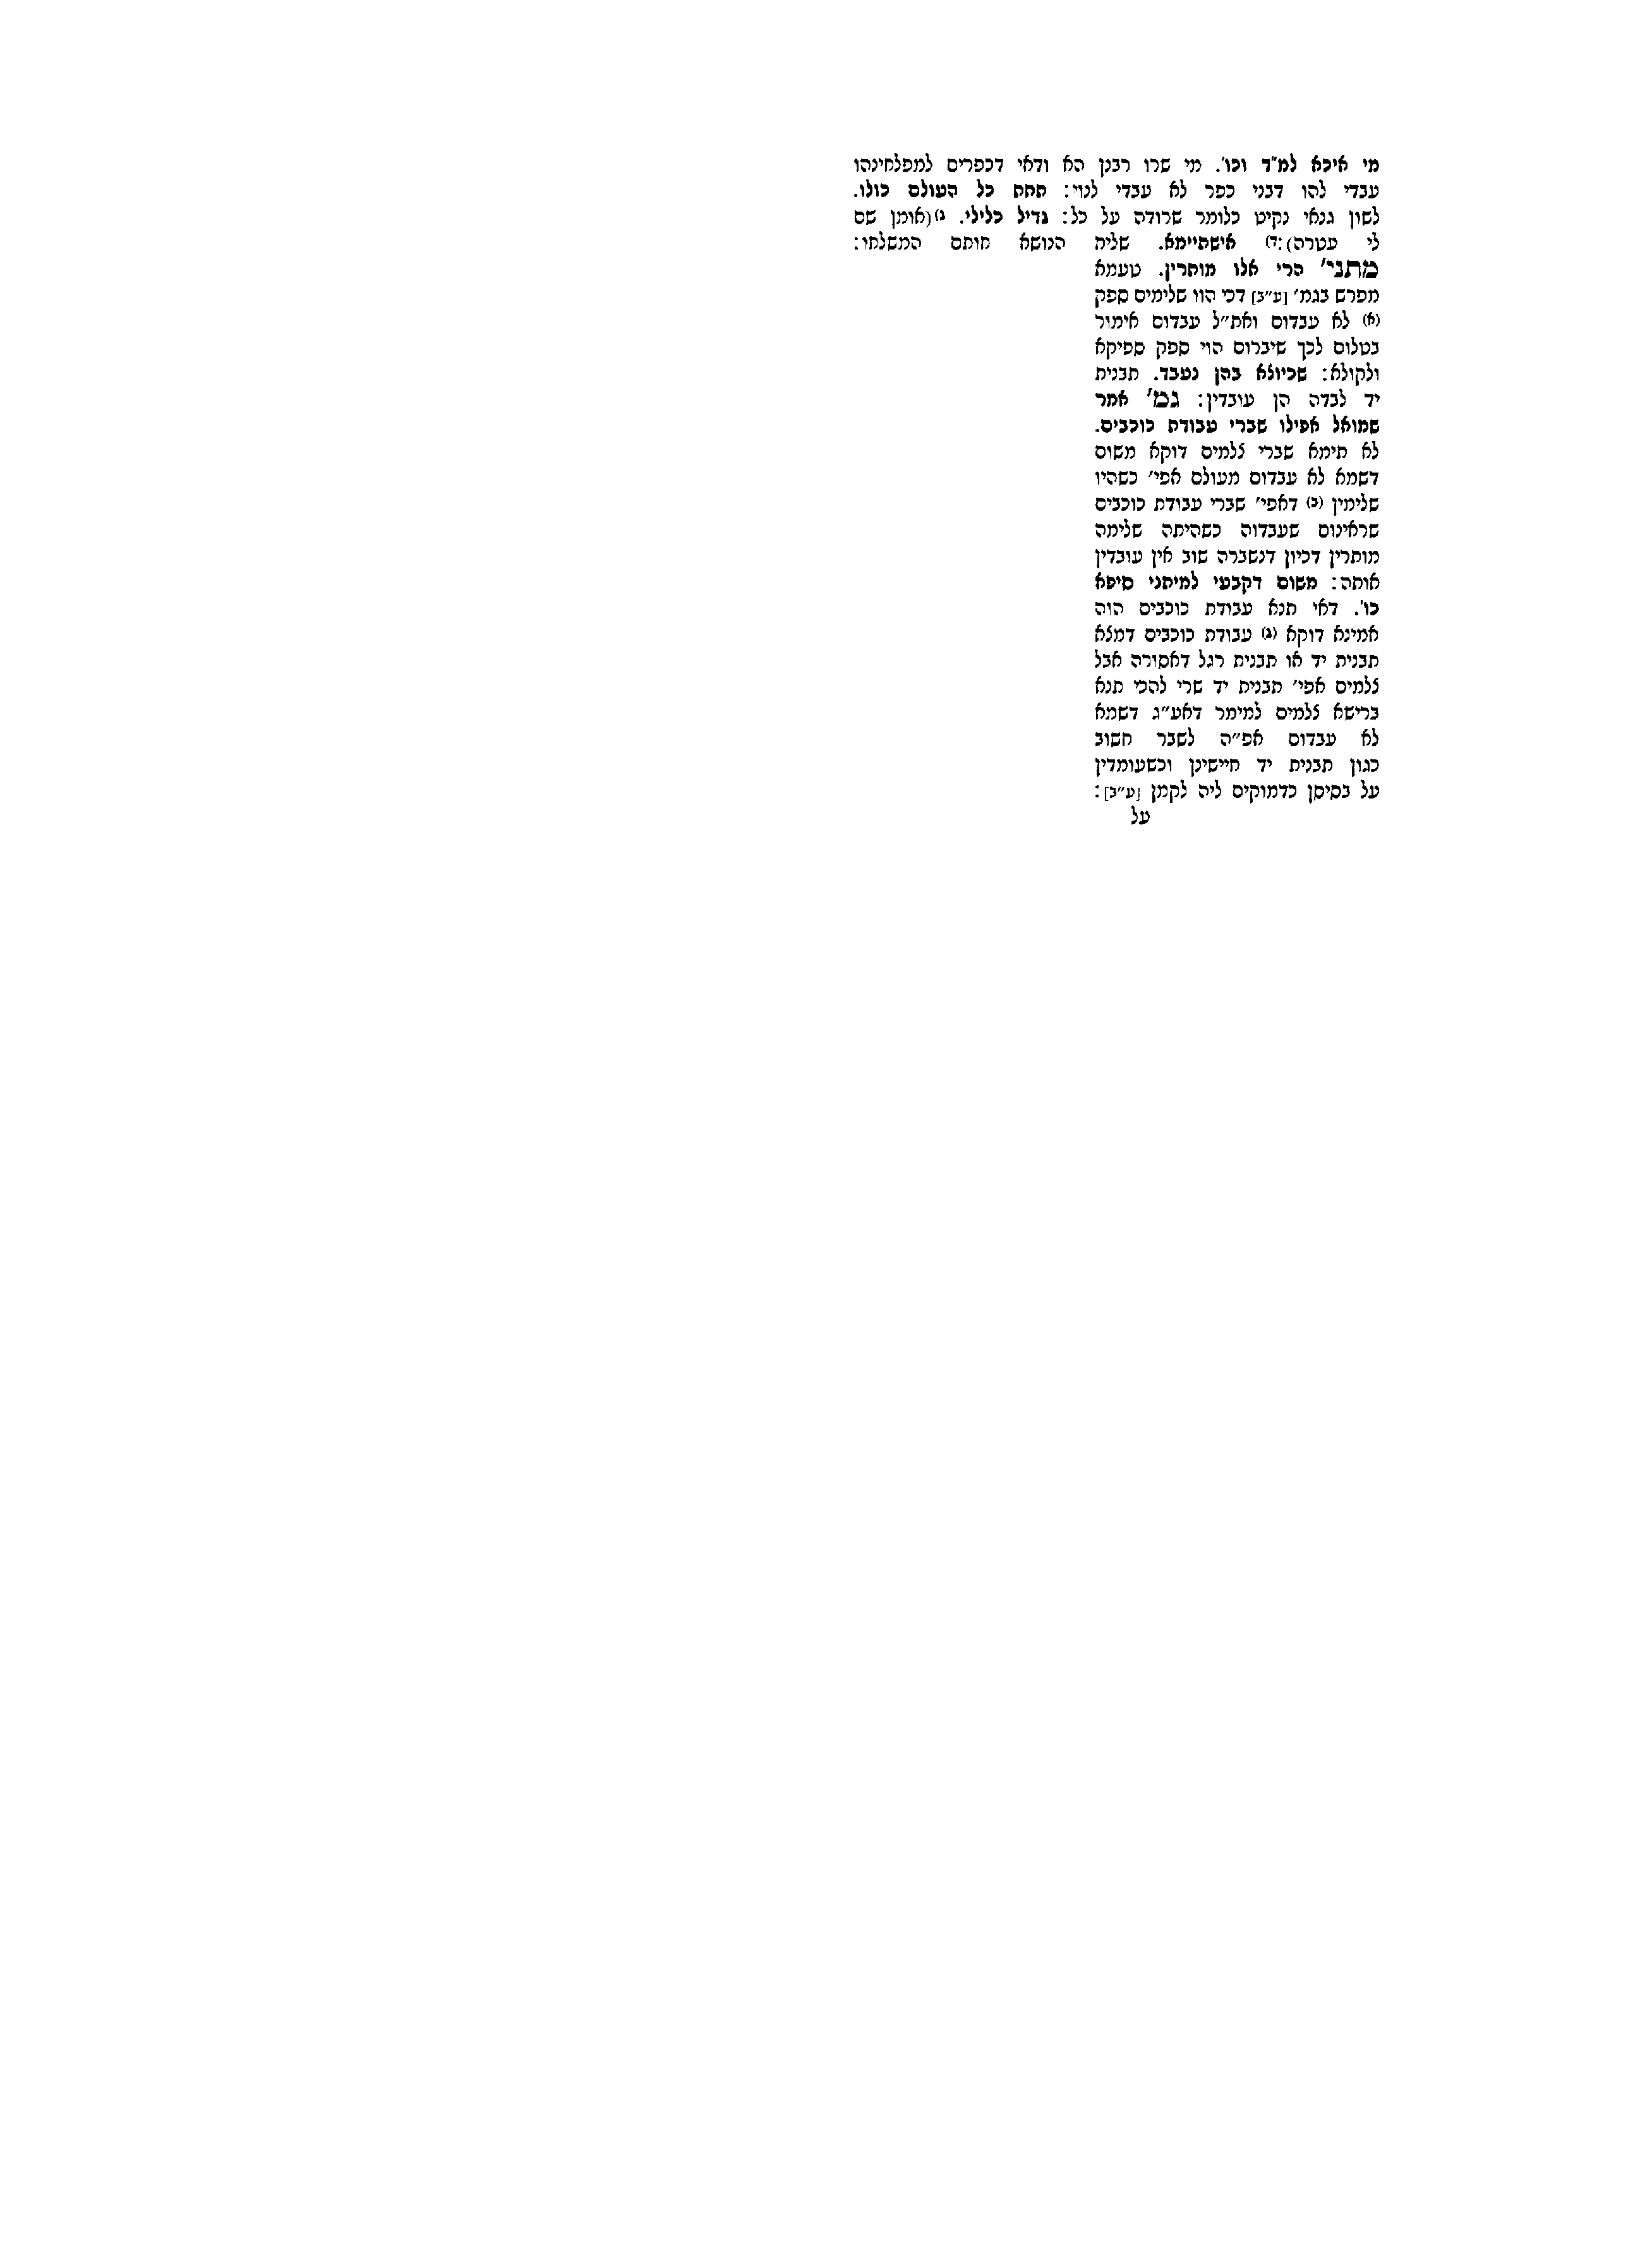 מי איכא למ"ד וכו'. מי שרו רבנן הא ודאי דכפרים למפלחינהו
עבדי להו דבני כפר לא עבדי לנוי: תחת כל העולם כולו.
לשון גנאי נקיט כלומר שרודה על כל: גדיל כלילי. ג) (אומן שם
לי עטרה): ד) אישתיימא. שליח הנושא חותם המשלחו:
מתני' הרי אלו מותרין. טעמא
מפרש בגמ' [ע"ב] דכי הוו שלימים ספק
(א) לא עבדום ואת"ל עבדום אימור
בטלום לכך שיברום הוי ספק ספיקא
ולקולא: שכיוצא בהן נעבד. תבנית
יד לבדה הן עובדין: גמ' אמר
שמואל אפילו שברי עבודת כוכבים.
לא תימא שברי צלמים דוקא משום
דשמא לא עבדום מעולם אפי' כשהיו
שלימין (ב) דאפי' שברי עבודת כוכבים
שראינום שעבדוה כשהיתה שלימה
מותרין דכיון דנשברה שוב אין עובדין
אותה: משום דקבעי למיתני סיפא
כו'. דאי תנא עבודת כוכבים הוה
אמינא דוקא (ג) עבודת כוכבים דמצא
תבנית יד או תבנית רגל דאסורה אבל
צלמים אפי' תבנית יד שרי להכי תנא
ברישא צלמים למימר דאע"ג דשמא
לא עבדום אפ"ה לשבר חשוב
כגון תבנית יד חיישינן וכשעומדין
על בסיסן כדמוקים ליה לקמן [ע"ב]:
על